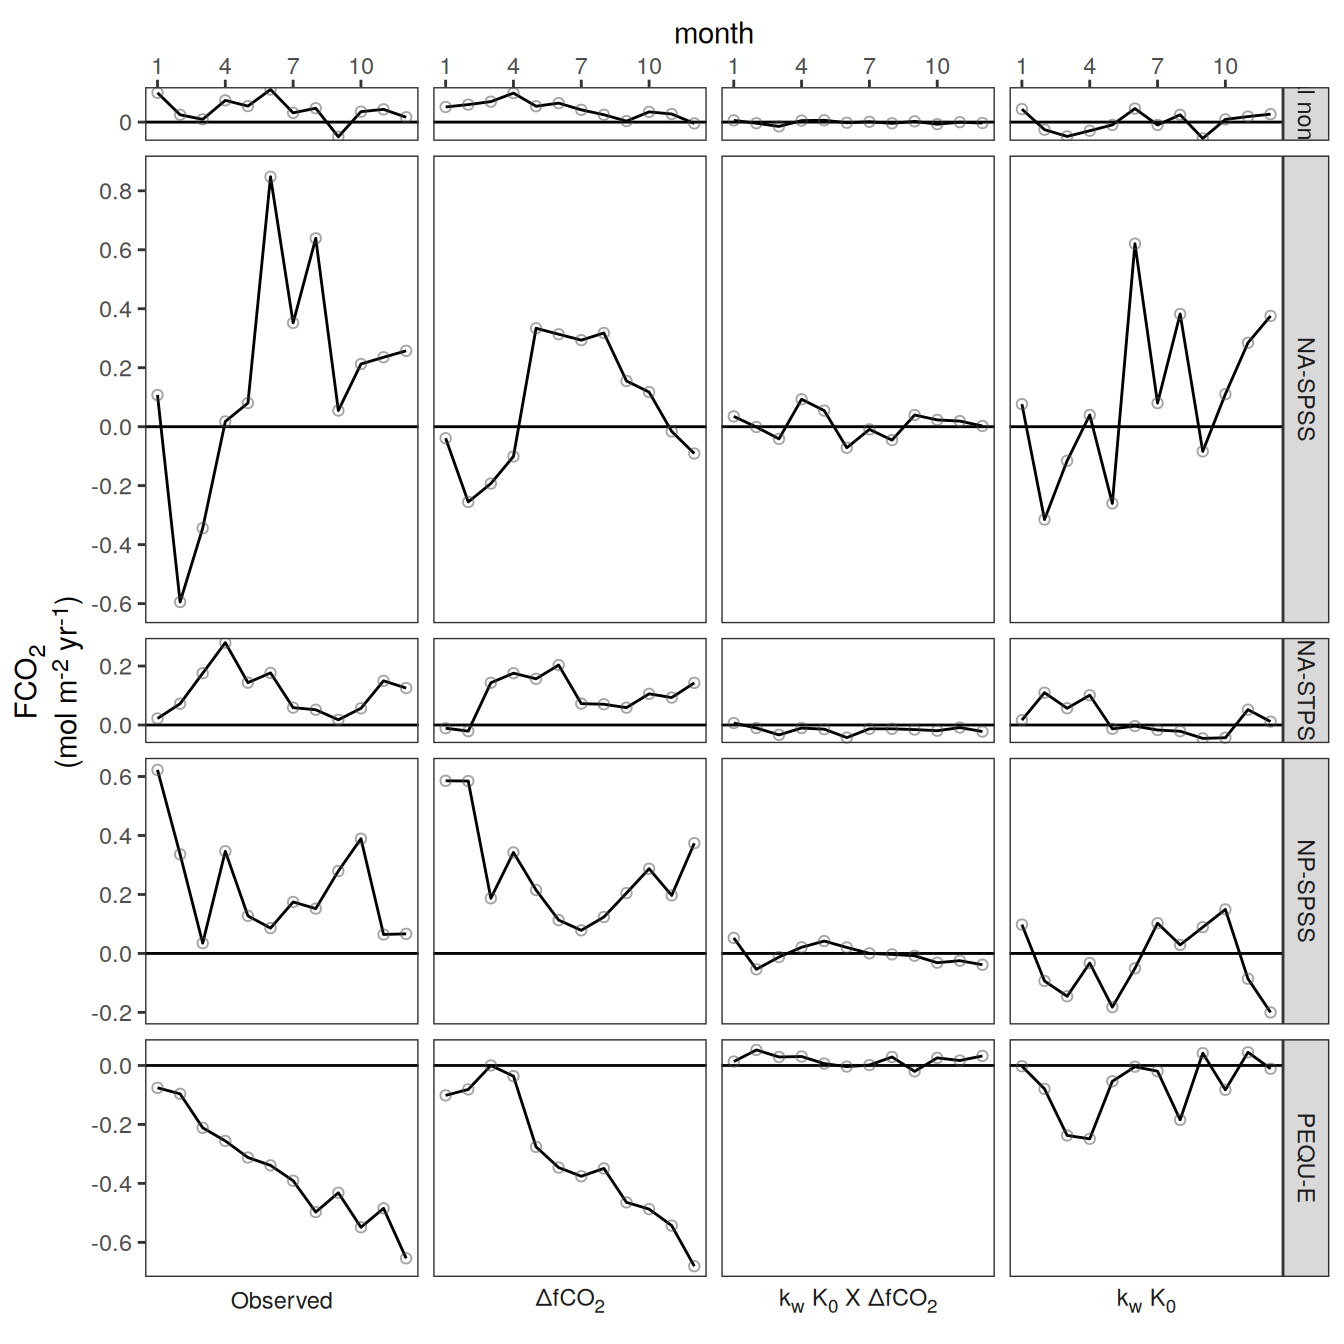 month
1 4 7 10 1 4 7 10 1 4 7 10 1 4 7 10
0
l non
0.8
0.6
0.4
0.2
0.0
-0.2
-0.4
-0.6
NA-SPSS
0.2
0.0
NA-STPS
0.6
0.4
0.2
0.0
-0.2
NP-SPSS
0.0
-0.2
-0.4
-0.6
PEQU-E
FCO₂
(mol m⁻² yr⁻¹)
Observed ΔfCO₂ k_w K₀ X ΔfCO₂ k_w K₀